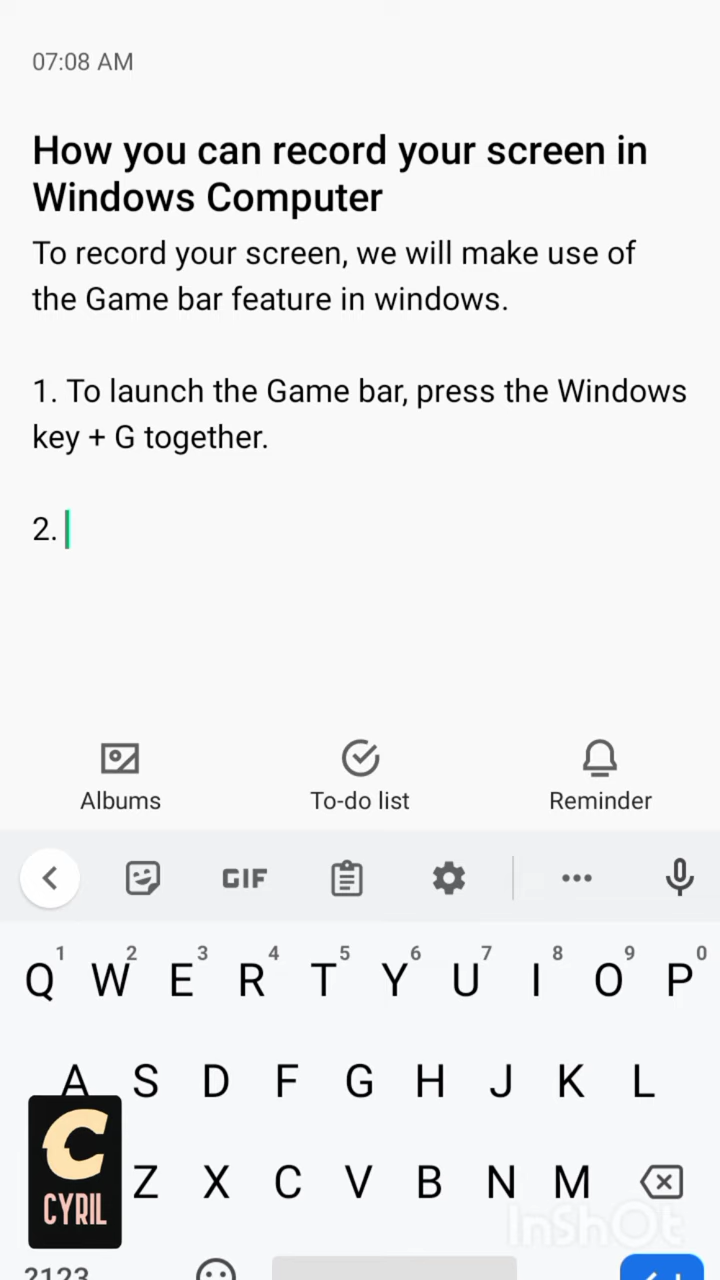 07:08 AM
How you can record your screen in
Windows Computer
To record your screen, we will make use of
the Game bar feature in windows.
1. To launch the Game bar, press the Windows
key + G together.
2.
Albums To-do list Reminder
GIF
1 2 3 4 5 6 7 8 9 0
Q W E R T Y U I O P
A S D F G H J K L
C
CYRIL
Z X C V B N M
InShOt
2123